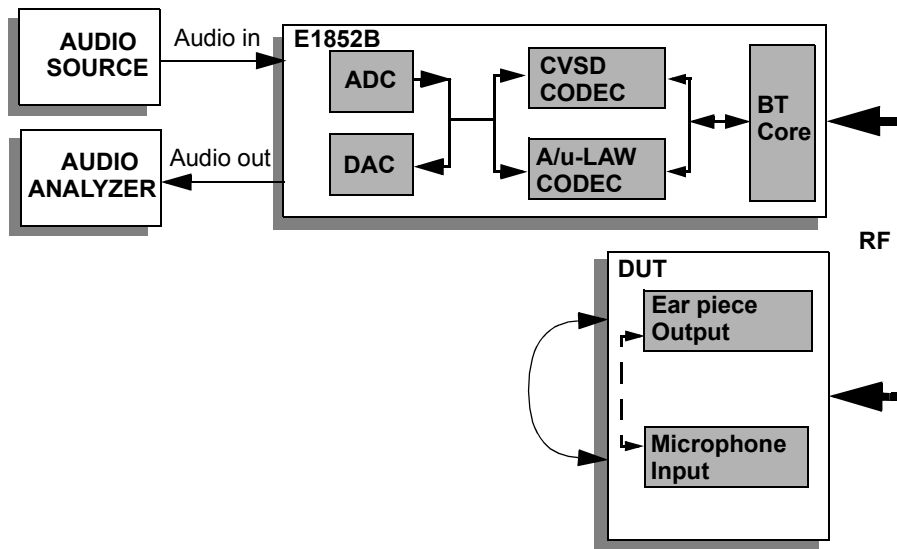 AUDIO
SOURCE
Audio in
E1852B
ADC
CVSD
CODEC
BT
Core
AUDIO
ANALYZER
Audio out
DAC
A/u-LAW
CODEC
RF
DUT
Ear piece
Output
Microphone
Input